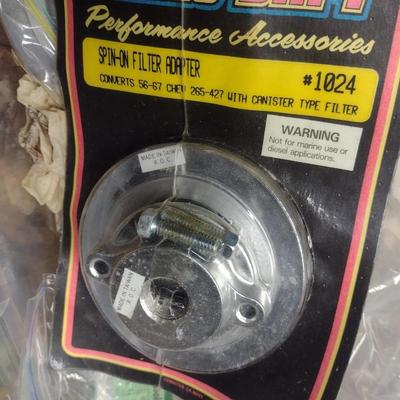 Performance Accessories
SPIN-ON FILTER ADAPTER
#1024
CONVERTS 56-67 CHEV 265-427 WITH CANISTER TYPE FILTER
WARNING
Not for marine use or
diesel applications.
MADE IN TAIWAN
R.O.C.
MADE IN TAIWAN
R.O.C.